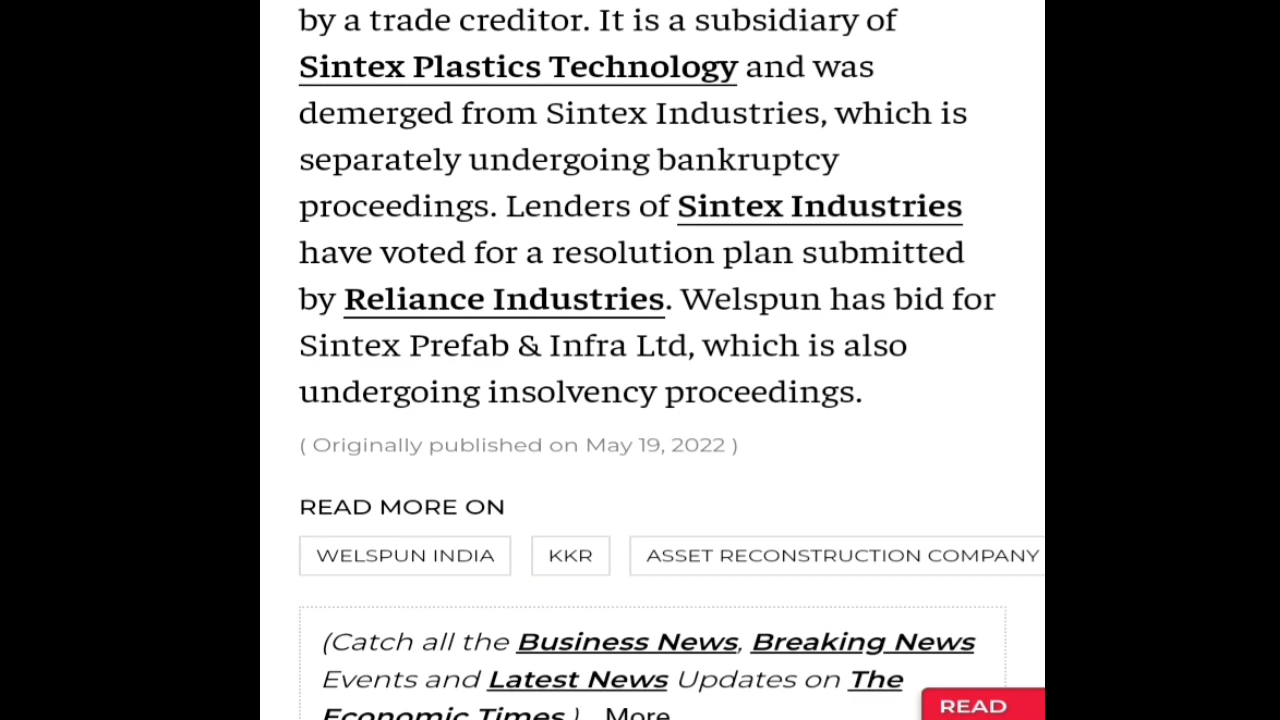 by a trade creditor. It is a subsidiary of
Sintex Plastics Technology and was
demerged from Sintex Industries, which is
separately undergoing bankruptcy
proceedings. Lenders of Sintex Industries
have voted for a resolution plan submitted
by Reliance Industries. Welspun has bid for
Sintex Prefab & Infra Ltd, which is also
undergoing insolvency proceedings.
( Originally published on May 19, 2022 )
READ MORE ON
WELSPUN INDIA KKR ASSET RECONSTRUCTION COMPANY
(Catch all the Business News, Breaking News
Events and Latest News Updates on The
Economic Times.) ...More
READ